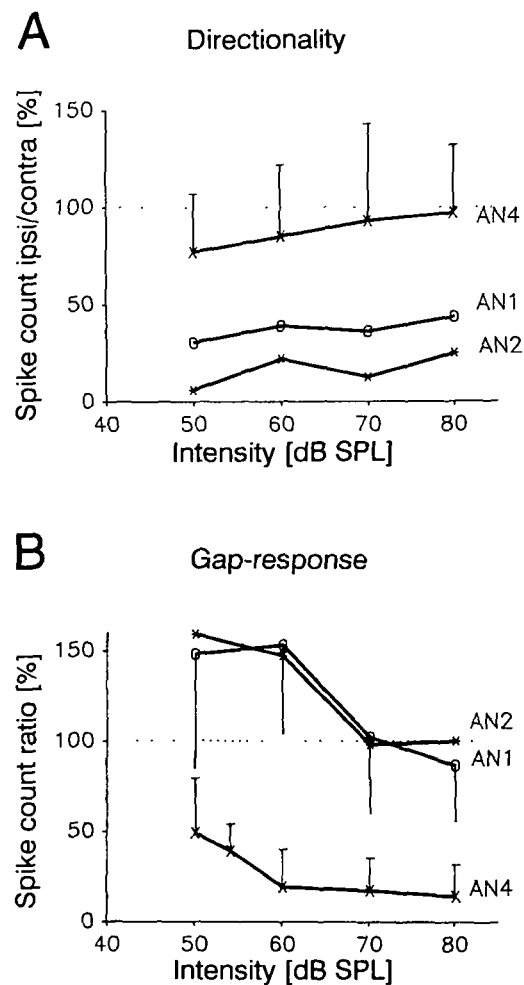 A
Directionality
Spike count ipsi/contra [%]
150
100
50
0
AN4
AN1
AN2
40 50 60 70 80
Intensity [dB SPL]
B
Gap-response
Spike count ratio [%]
150
100
50
0
AN2
AN1
AN4
40 50 60 70 80
Intensity [dB SPL]